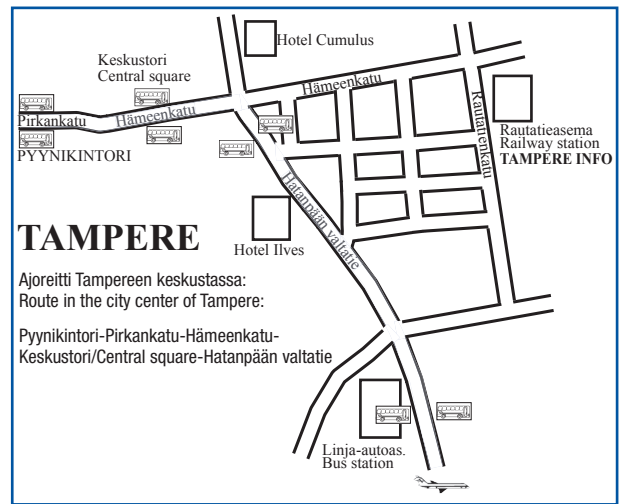 Hotel Cumulus
Keskustori
Central square
Hämeenkatu
Pirkankatu
Hämeenkatu
PYYNIKINTORI
Rautatienkatu
Rautatieasema
Railway station
TAMPERE INFO
Hatanpään valtatie
Hotel Ilves
TAMPERE
Ajoreitti Tampereen keskustassa:
Route in the city center of Tampere:
Pyynikintori-Pirkankatu-Hämeenkatu-
Keskustori/Central square-Hatanpään valtatie
Linja-autoas.
Bus station